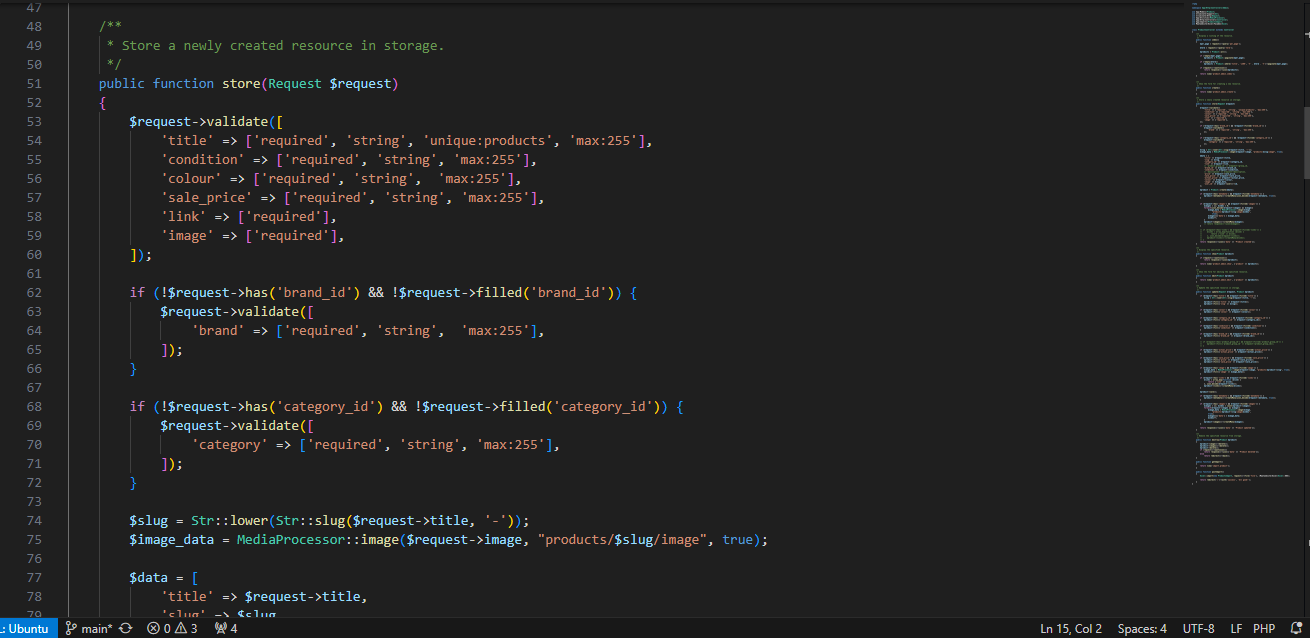 47
48 /**
49 * Store a newly created resource in storage.
50 */
51 public function store(Request $request)
52 {
53 $request->validate([
54 'title' => ['required', 'string', 'unique:products', 'max:255'],
55 'condition' => ['required', 'string', 'max:255'],
56 'colour' => ['required', 'string',  'max:255'],
57 'sale_price' => ['required', 'string', 'max:255'],
58 'link' => ['required'],
59 'image' => ['required'],
60 ]);
61
62 if (!$request->has('brand_id') && !$request->filled('brand_id')) {
63 $request->validate([
64 'brand' => ['required', 'string',  'max:255'],
65 ]);
66 }
67
68 if (!$request->has('category_id') && !$request->filled('category_id')) {
69 $request->validate([
70 'category' => ['required', 'string', 'max:255'],
71 ]);
72 }
73
74 $slug = Str::lower(Str::slug($request->title, '-'));
75 $image_data = MediaProcessor::image($request->image, "products/$slug/image", true);
76
77 $data = [
78 'title' => $request->title,
79 'slug' => $slug
L: Ubuntu main* 0 3 4 Ln 15, Col 2 Spaces: 4 UTF-8 LF PHP